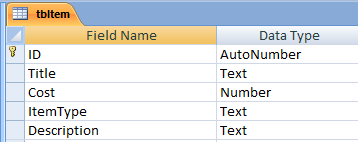 tblItem
Field Name Data Type
ID AutoNumber
Title Text
Cost Number
ItemType Text
Description Text